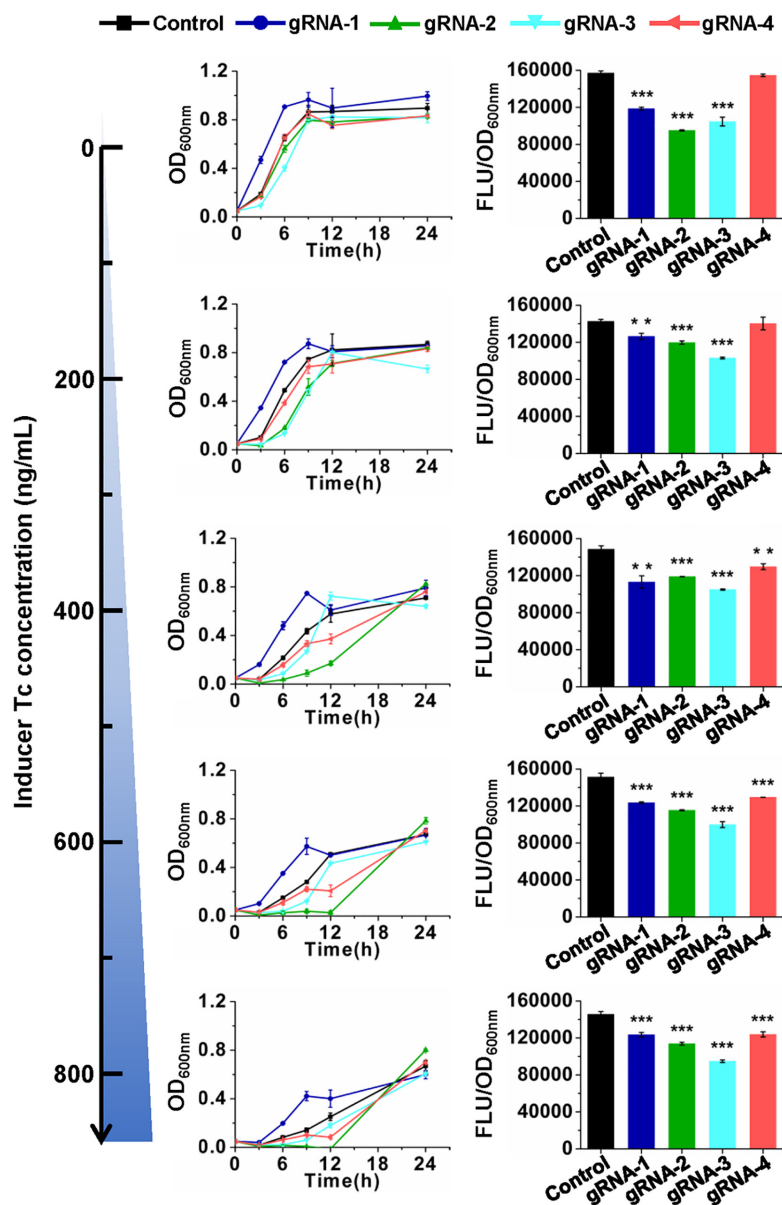 Control gRNA-1 gRNA-2 gRNA-3 gRNA-4
Inducer Tc concentration (ng/mL)
0
200
400
600
800
OD600nm
1.2
0.8
0.4
0.0
0 6 12 18 24
Time(h)
FLU/OD600nm
160000
120000
80000
40000
0
*** *** ***
Control gRNA-1 gRNA-2 gRNA-3 gRNA-4
OD600nm
1.2
0.8
0.4
0.0
0 6 12 18 24
Time(h)
FLU/OD600nm
160000
120000
80000
40000
0
* * *** ***
Control gRNA-1 gRNA-2 gRNA-3 gRNA-4
OD600nm
1.2
0.8
0.4
0.0
0 6 12 18 24
Time(h)
FLU/OD600nm
160000
120000
80000
40000
0
* * *** *** * *
Control gRNA-1 gRNA-2 gRNA-3 gRNA-4
OD600nm
1.2
0.8
0.4
0.0
0 6 12 18 24
Time(h)
FLU/OD600nm
160000
120000
80000
40000
0
*** *** *** ***
Control gRNA-1 gRNA-2 gRNA-3 gRNA-4
OD600nm
1.2
0.8
0.4
0.0
0 6 12 18 24
Time(h)
FLU/OD600nm
160000
120000
80000
40000
0
*** *** *** ***
Control gRNA-1 gRNA-2 gRNA-3 gRNA-4